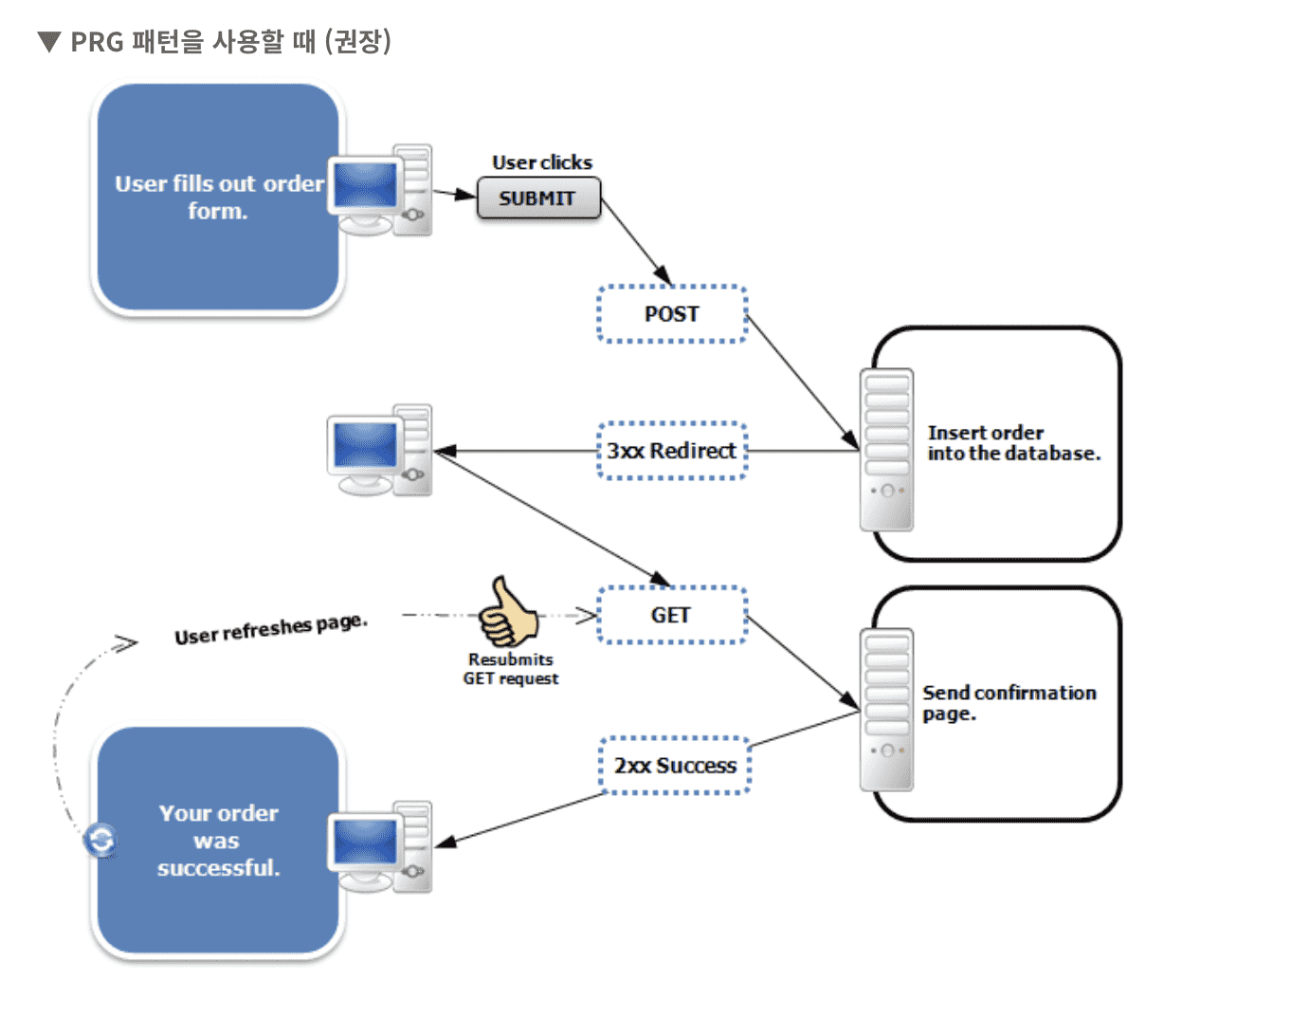 ▼ PRG 패턴을 사용할 때 (권장)
User fills out order
form.
User clicks
SUBMIT
POST
Insert order
into the database.
3xx Redirect
GET
User refreshes page.
Resubmits
GET request
Send confirmation
page.
2xx Success
Your order
was
successful.